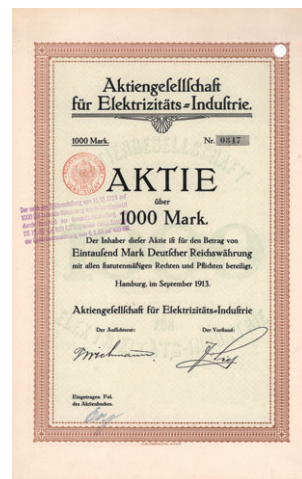 Aktiengesellschaft
für Elektrizitäts=Industrie.
1000 Mark.
Nr. 0347
AKTIE
über
1000 Mark.
Der Inhaber dieser Aktie ist für den Betrag von
Eintausend Mark Deutscher Reichswährung
mit allen statutenmäßigen Rechten und Pflichten beteiligt.
Hamburg, im September 1913.
Aktiengesellschaft für Elektrizitäts=Industrie
Der Aufsichtsrat:
Der Vorstand:
Eingetragen Fol.
des Aktienbuches.